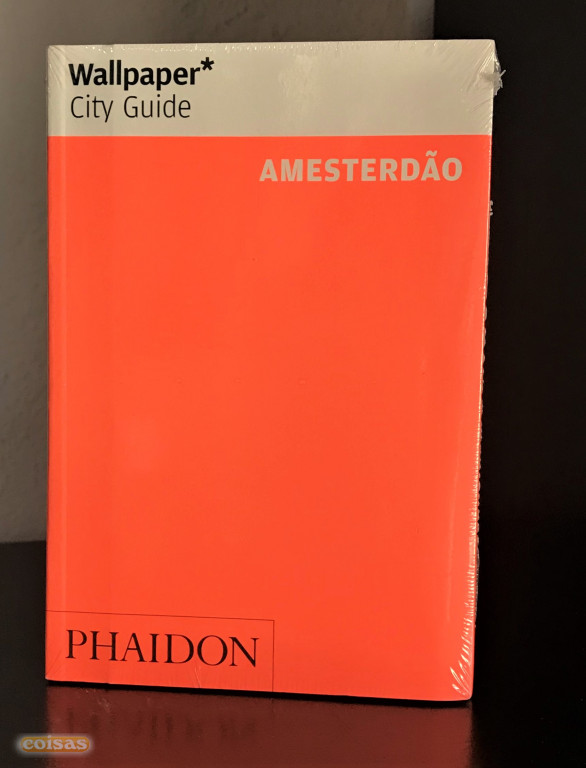 Wallpaper*
City Guide
AMESTERDÃO
PHAIDON
coisas